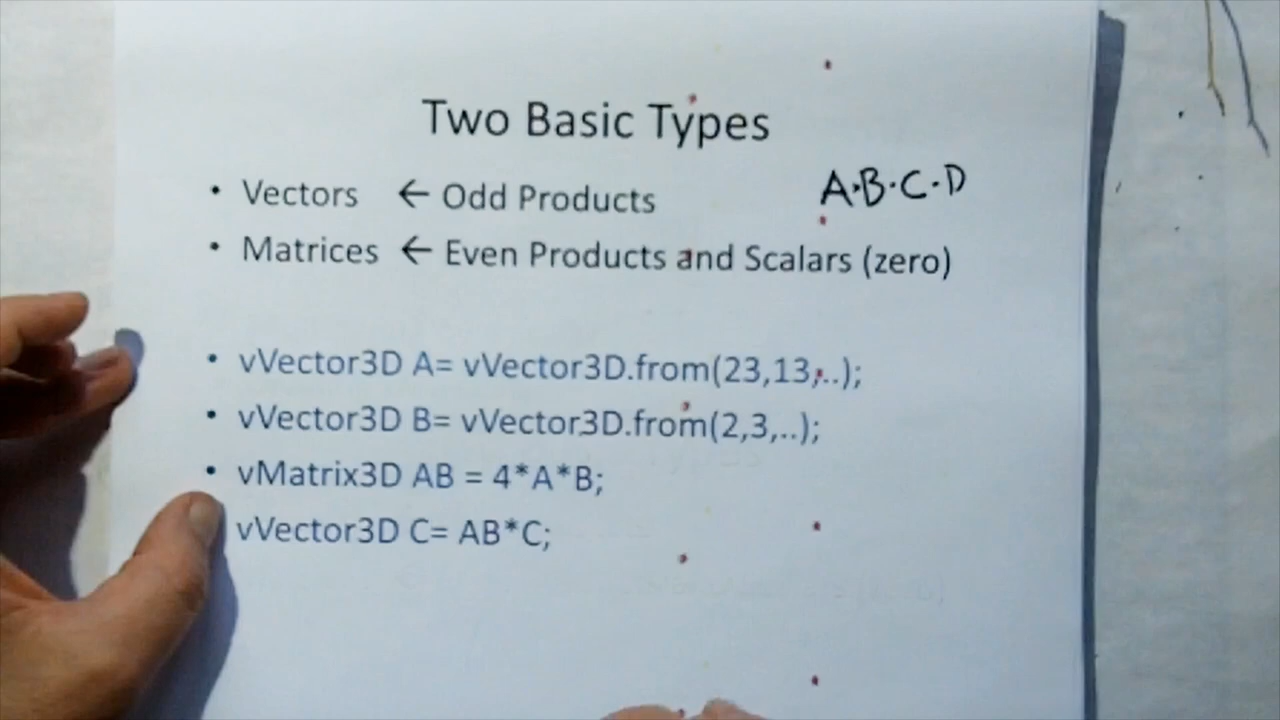 Two Basic Types
• Vectors ← Odd Products
A·B·C·D
• Matrices ← Even Products and Scalars (zero)
• vVector3D A= vVector3D.from(23,13,..);
• vVector3D B= vVector3D.from(2,3,..);
• vMatrix3D AB = 4*A*B;
vVector3D C= AB*C;